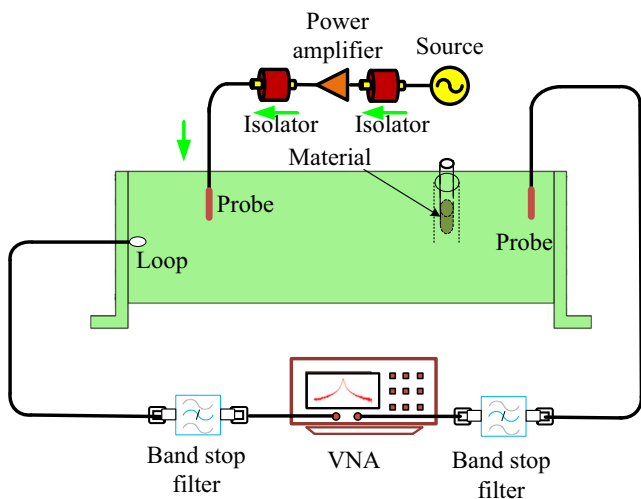 Power
amplifier
Source
Isolator
Isolator
Material
Probe
Probe
Loop
Band stop
filter
VNA
Band stop
filter